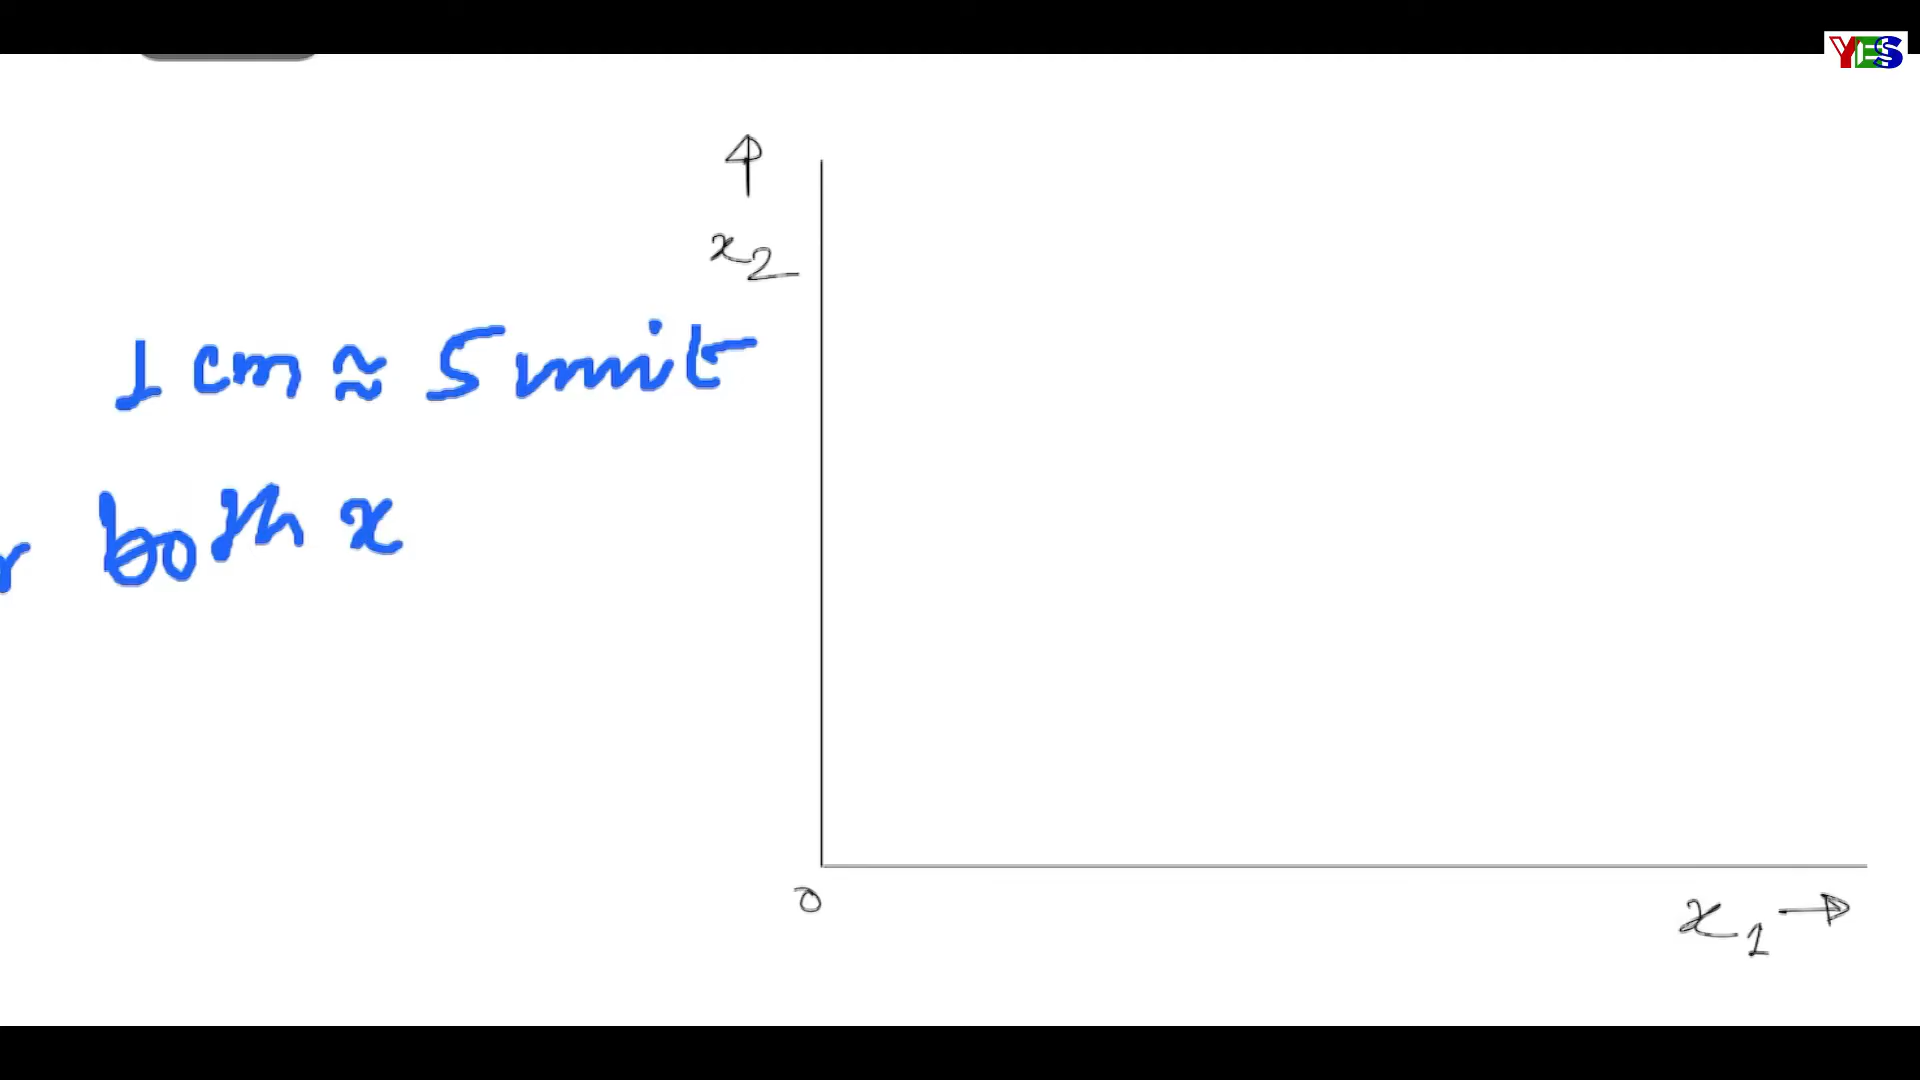 YES
x₂
1 cm ≈ 5 unit
r both x
0
x₁ →